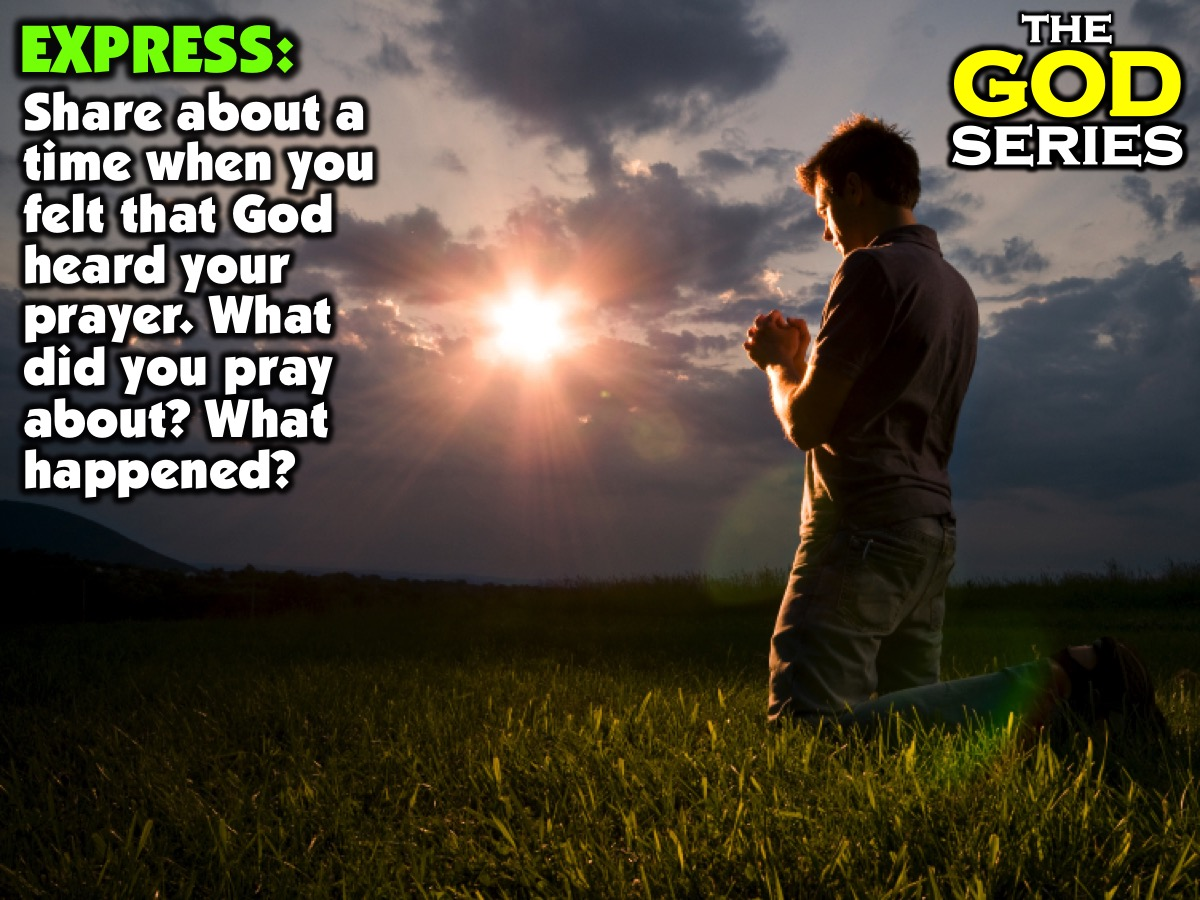 EXPRESS:
Share about a
time when you
felt that God
heard your
prayer. What
did you pray
about? What
happened?
THE
GOD
SERIES